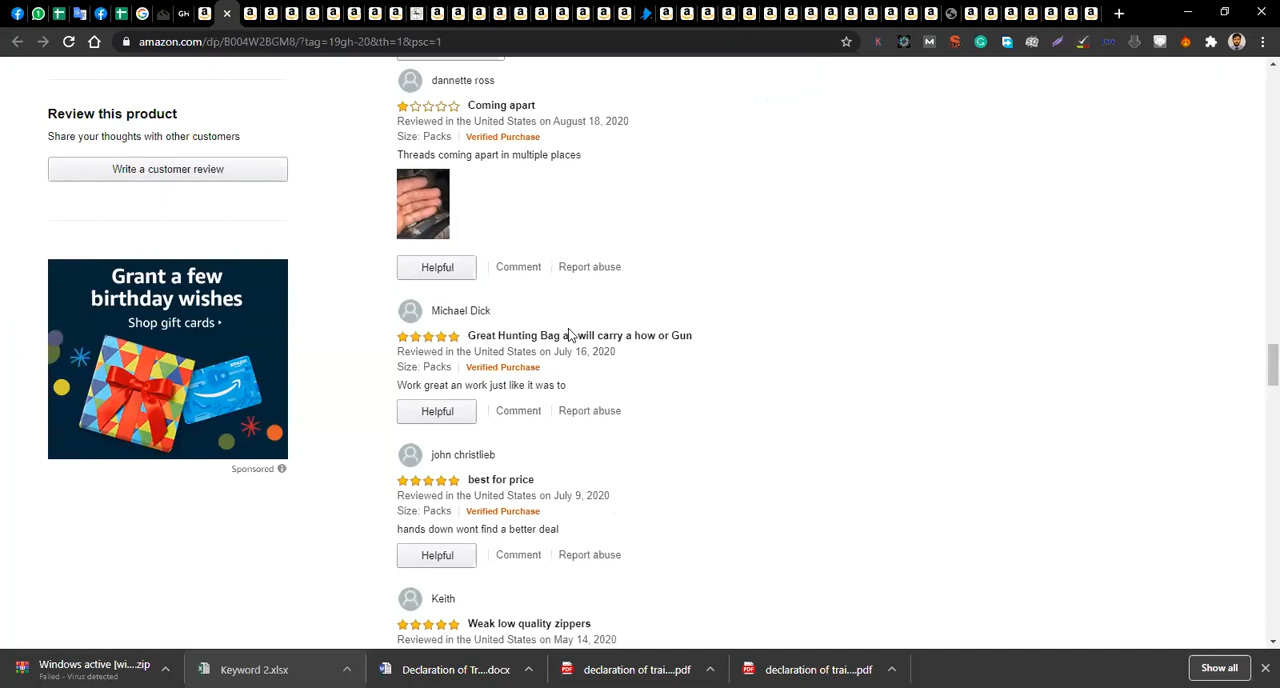 amazon.com/dp/B004W2BGM8/?tag=19gh-20&th=1&psc=1
Review this product
Share your thoughts with other customers
Write a customer review
Grant a few
birthday wishes
Shop gift cards ▸
Sponsored
dannette ross
Coming apart
Reviewed in the United States on August 18, 2020
Size: Packs | Verified Purchase
Threads coming apart in multiple places
Helpful | Comment | Report abuse
Michael Dick
Great Hunting Bag a will carry a how or Gun
Reviewed in the United States on July 16, 2020
Size: Packs | Verified Purchase
Work great an work just like it was to
Helpful | Comment | Report abuse
john christlieb
best for price
Reviewed in the United States on July 9, 2020
Size: Packs | Verified Purchase
hands down wont find a better deal
Helpful | Comment | Report abuse
Keith
Weak low quality zippers
Reviewed in the United States on May 14, 2020
Windows active [wi....zip
Failed - Virus detected
Keyword 2.xlsx
Declaration of Tr....docx
declaration of trai....pdf
declaration of trai....pdf
Show all